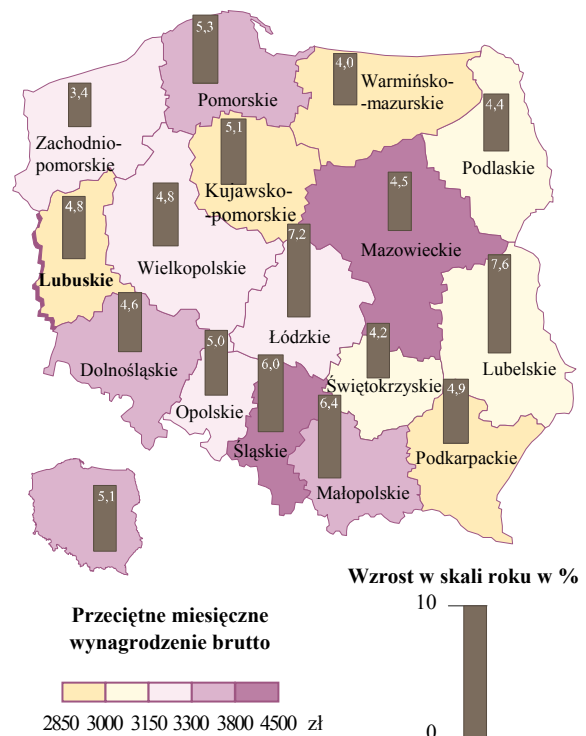 5,3
Pomorskie
4,0
Warmińsko-
mazurskie
3,4
Zachodnio-
pomorskie
4,4
Podlaskie
5,1
Kujawsko-
-pomorskie
4,8
Lubuskie
4,8
Wielkopolskie
4,5
Mazowieckie
7,2
Łódzkie
7,6
Lubelskie
4,6
Dolnośląskie
5,0
Opolskie
6,0
Śląskie
4,2
Świętokrzyskie
6,4
Małopolskie
4,9
Podkarpackie
5,1
Wzrost w skali roku w %
10
0
Przeciętne miesięczne
wynagrodzenie brutto
2850 3000 3150 3300 3800 4500 zł